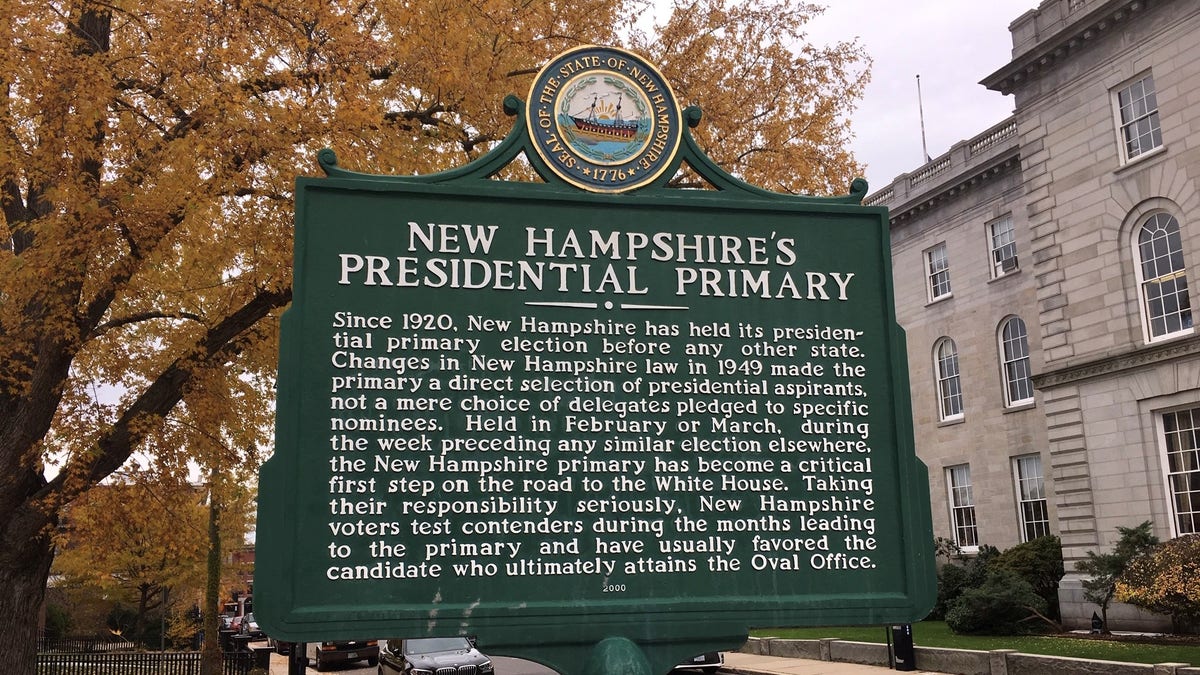 SEAL·OF·THE·STATE·OF·NEW HAMPSHIRE·
★1776★
NEW HAMPSHIRE'S
PRESIDENTIAL PRIMARY
Since 1920, New Hampshire has held its presiden-
tial primary election before any other state.
Changes in New Hampshire law in 1949 made the
primary a direct selection of presidential aspirants,
not a mere choice of delegates pledged to specific
nominees. Held in February or March, during
the week preceding any similar election elsewhere,
the New Hampshire primary has become a critical
first step on the road to the White House. Taking
their responsibility seriously, New Hampshire
voters test contenders during the months leading
to the primary and have usually favored the
candidate who ultimately attains the Oval Office.
2000